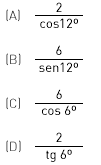 (A) 2
cos12º
(B) 6
sen12º
(C) 6
cos 6º
(D) 2
tg 6º